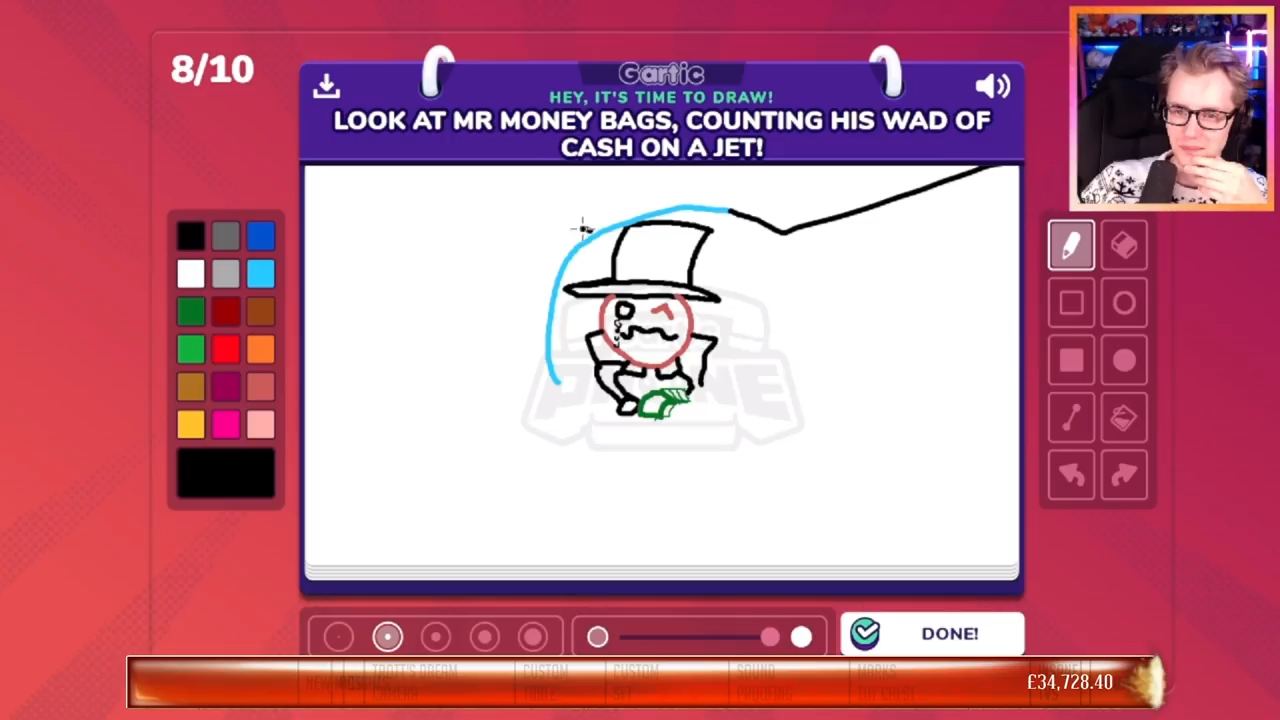 8/10
Gartic
HEY, IT'S TIME TO DRAW!
LOOK AT MR MONEY BAGS, COUNTING HIS WAD OF
CASH ON A JET!
DONE!
£34,728.40